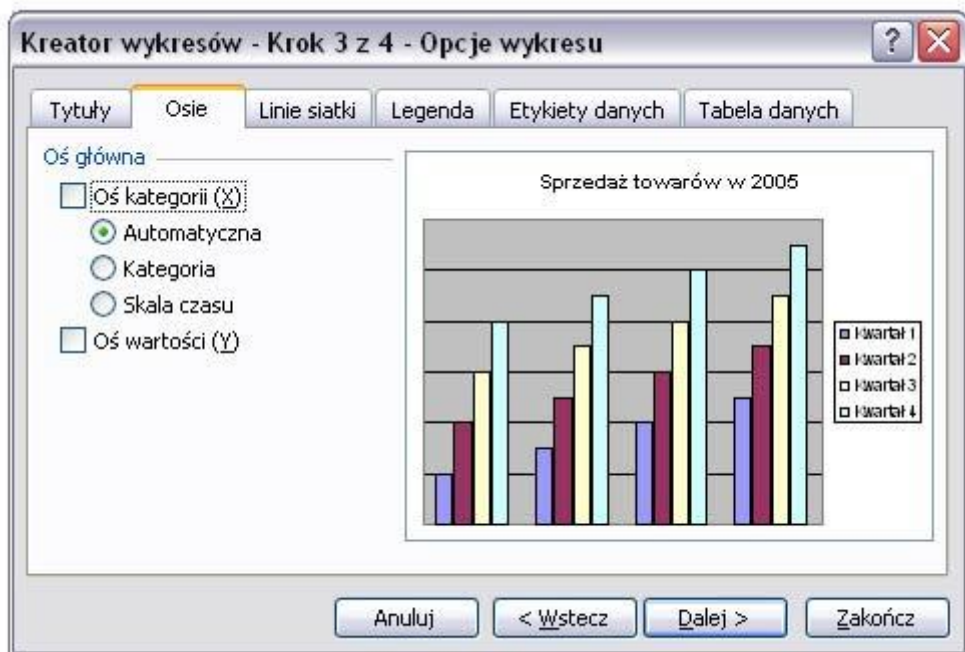 Kreator wykresów - Krok 3 z 4 - Opcje wykresu
Tytuły Osie Linie siatki Legenda Etykiety danych Tabela danych
Oś główna
Oś kategorii (X)
Automatyczna
Kategoria
Skala czasu
Oś wartości (Y)
Sprzedaż towarów w 2005
kwartał 1
kwartał 2
kwartał 3
kwartał 4
Anuluj < Wstecz Dalej > Zakończ